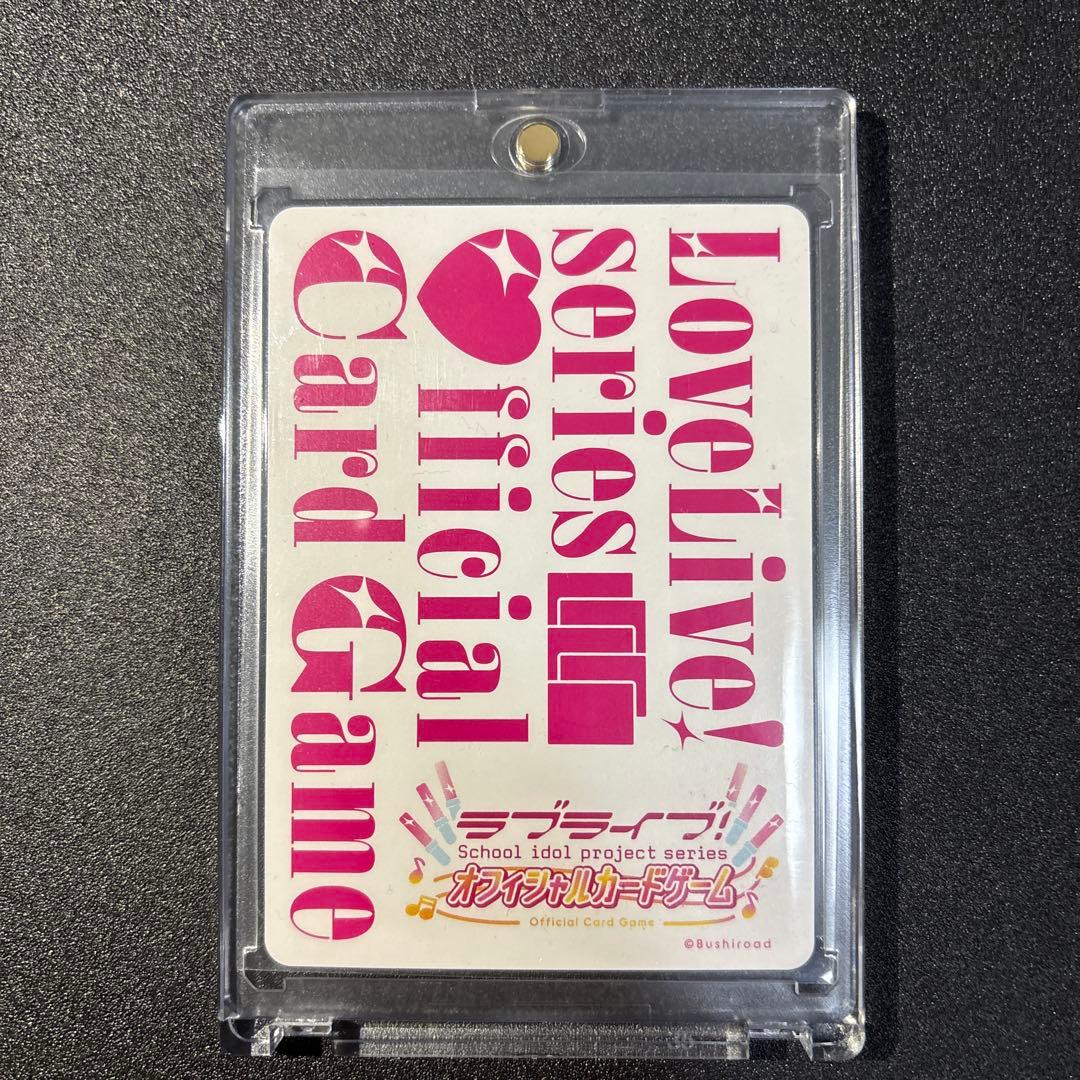 LoveLive!
series
Official
Card Game
ラブライブ!
School idol project series
オフィシャルカードゲーム
Official Card Game
©Bushiroad